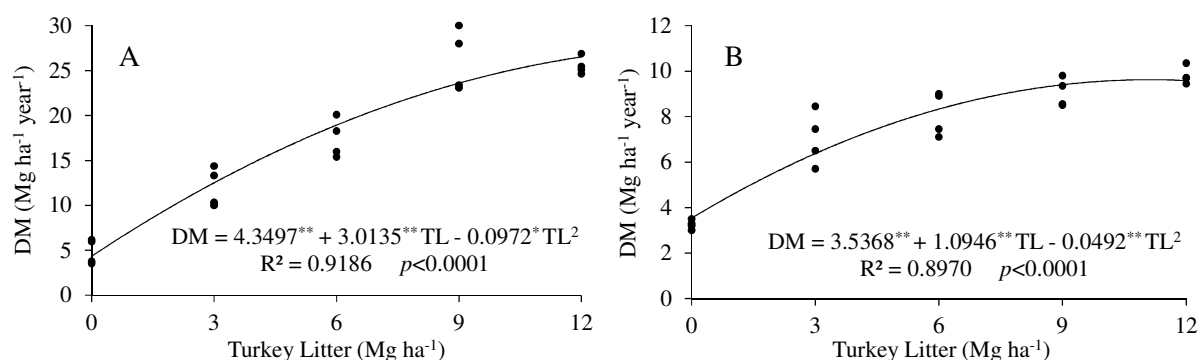 A
DM (Mg ha⁻¹ year⁻¹)
30
25
20
15
10
5
0
DM = 4.3497** + 3.0135** TL - 0.0972* TL²
R² = 0.9186 p<0.0001
0 3 6 9 12
Turkey Litter (Mg ha⁻¹)
B
DM (Mg ha⁻¹ year⁻¹)
12
10
8
6
4
2
0
DM = 3.5368** + 1.0946** TL - 0.0492** TL²
R² = 0.8970 p<0.0001
0 3 6 9 12
Turkey Litter (Mg ha⁻¹)